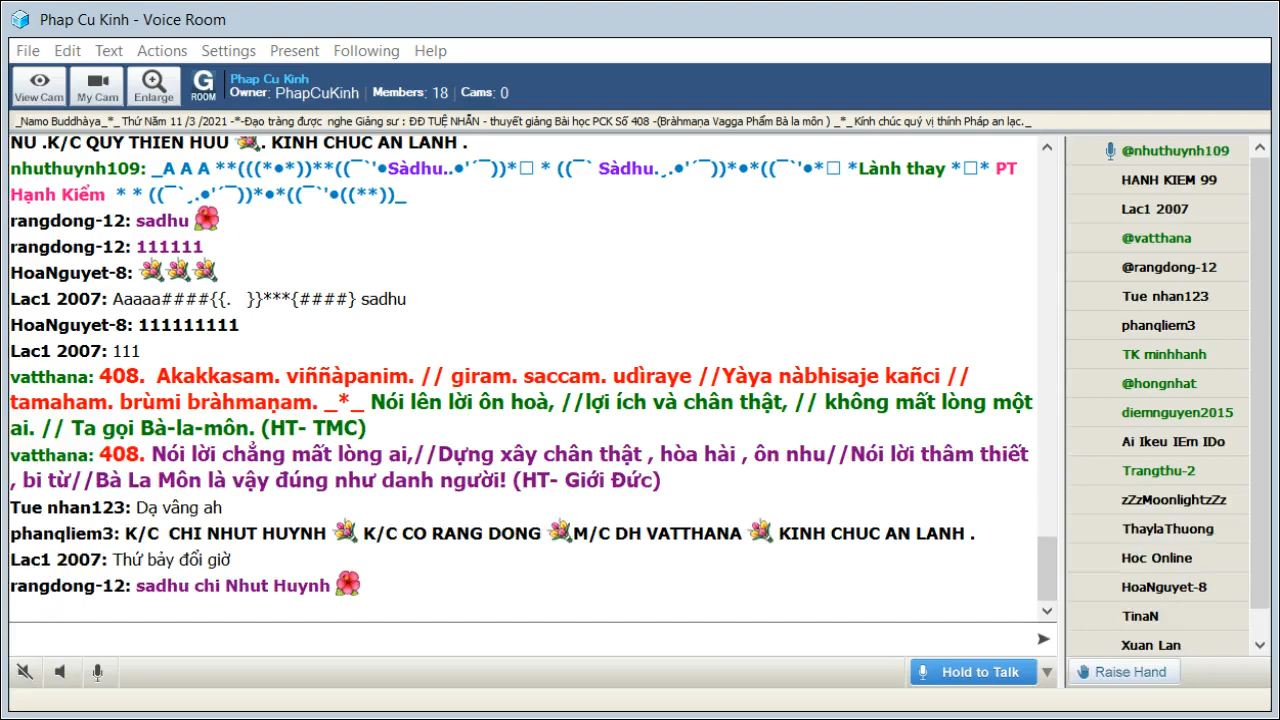 Phap Cu Kinh - Voice Room
File Edit Text Actions Settings Present Following Help
View Cam My Cam Enlarge G ROOM
Phap Cu Kinh
Owner: PhapCuKinh Members: 18 Cams: 0
_Namo Buddhàya_*_ Thứ Năm 11 /3 /2021 -*-Đạo tràng được nghe Giảng sư : ĐĐ TUỆ NHẪN - thuyết giảng Bài học PCK Số 408 -(Bràhmaṇa Vagga Phẩm Bà la môn ) _*_ Kính chúc quý vị thính Pháp an lạc._
NU .K/C QUY THIEN HUU . KINH CHUC AN LANH .
nhuthuynh109: _A A A **(((*•*))**((¯`'•Sàdhu..•'´¯))*□ * ((¯` Sàdhu.¸.•'´¯))*•*((¯`'•*□ *Lành thay *□* PT
Hạnh Kiểm * * ((¯`¸.•'´¯))*•*((¯`'•((**))_
rangdong-12: sadhu
rangdong-12: 111111
HoaNguyet-8:
Lac1 2007: Aaaaa####{{. }}***{####} sadhu
HoaNguyet-8: 111111111
Lac1 2007: 111
vatthana: 408. Akakkasam. viññàpanim. // giram. saccam. udìraye //Yàya nàbhisaje kañci //
tamaham. brùmi bràhmaṇam. _*_ Nói lên lời ôn hoà, //lợi ích và chân thật, // không mất lòng một
ai. // Ta gọi Bà-la-môn. (HT- TMC)
vatthana: 408. Nói lời chẳng mất lòng ai,//Dựng xây chân thật , hòa hài , ôn nhu//Nói lời thâm thiết
, bi từ//Bà La Môn là vậy đúng như danh người! (HT- Giới Đức)
Tue nhan123: Dạ vâng ah
phanqliem3: K/C CHI NHUT HUYNH K/C CO RANG DONG M/C DH VATTHANA KINH CHUC AN LANH .
Lac1 2007: Thứ bảy đổi giờ
rangdong-12: sadhu chi Nhut Huynh
Hold to Talk
@nhuthuynh109
HANH KIEM 99
Lac1 2007
@vatthana
@rangdong-12
Tue nhan123
phanqliem3
TK minhhanh
@hongnhat
diemnguyen2015
Ai Ikeu IEm IDo
Trangthu-2
zZzMoonlightzZz
ThaylaThuong
Hoc Online
HoaNguyet-8
TinaN
Xuan Lan
Raise Hand